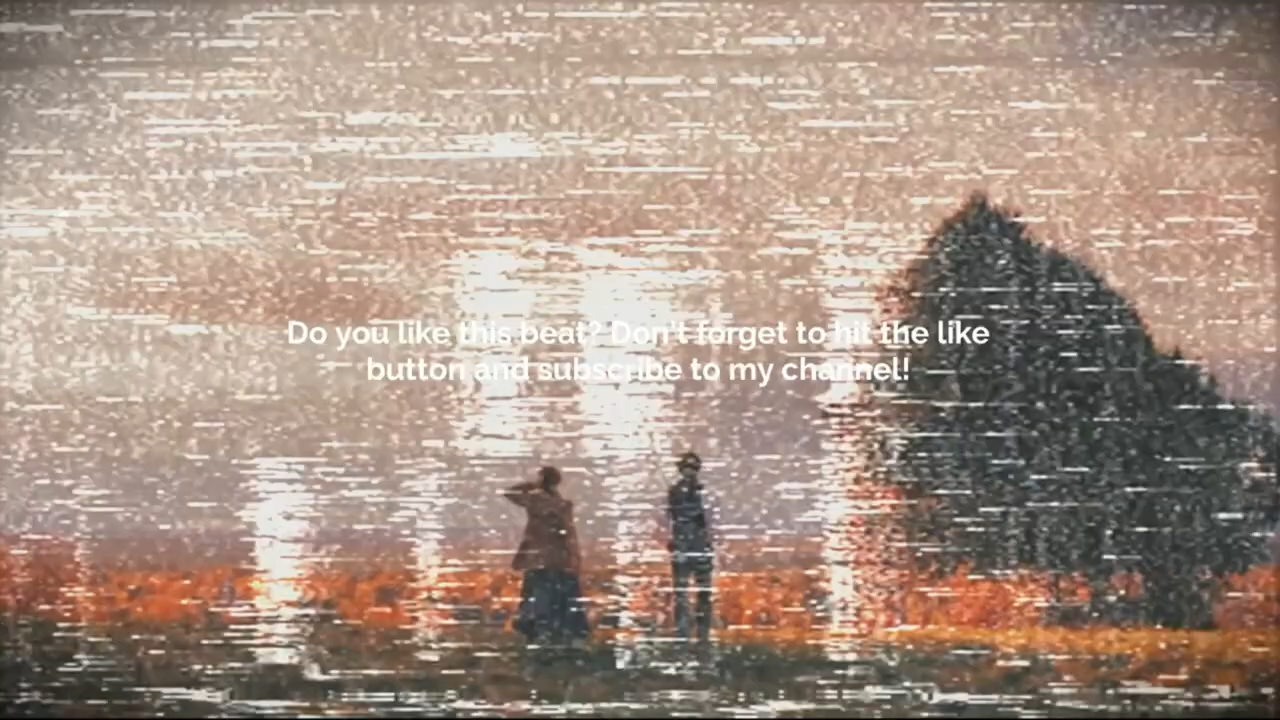 Do you like this beat? Don't forget to hit the like
button and subscribe to my channel!